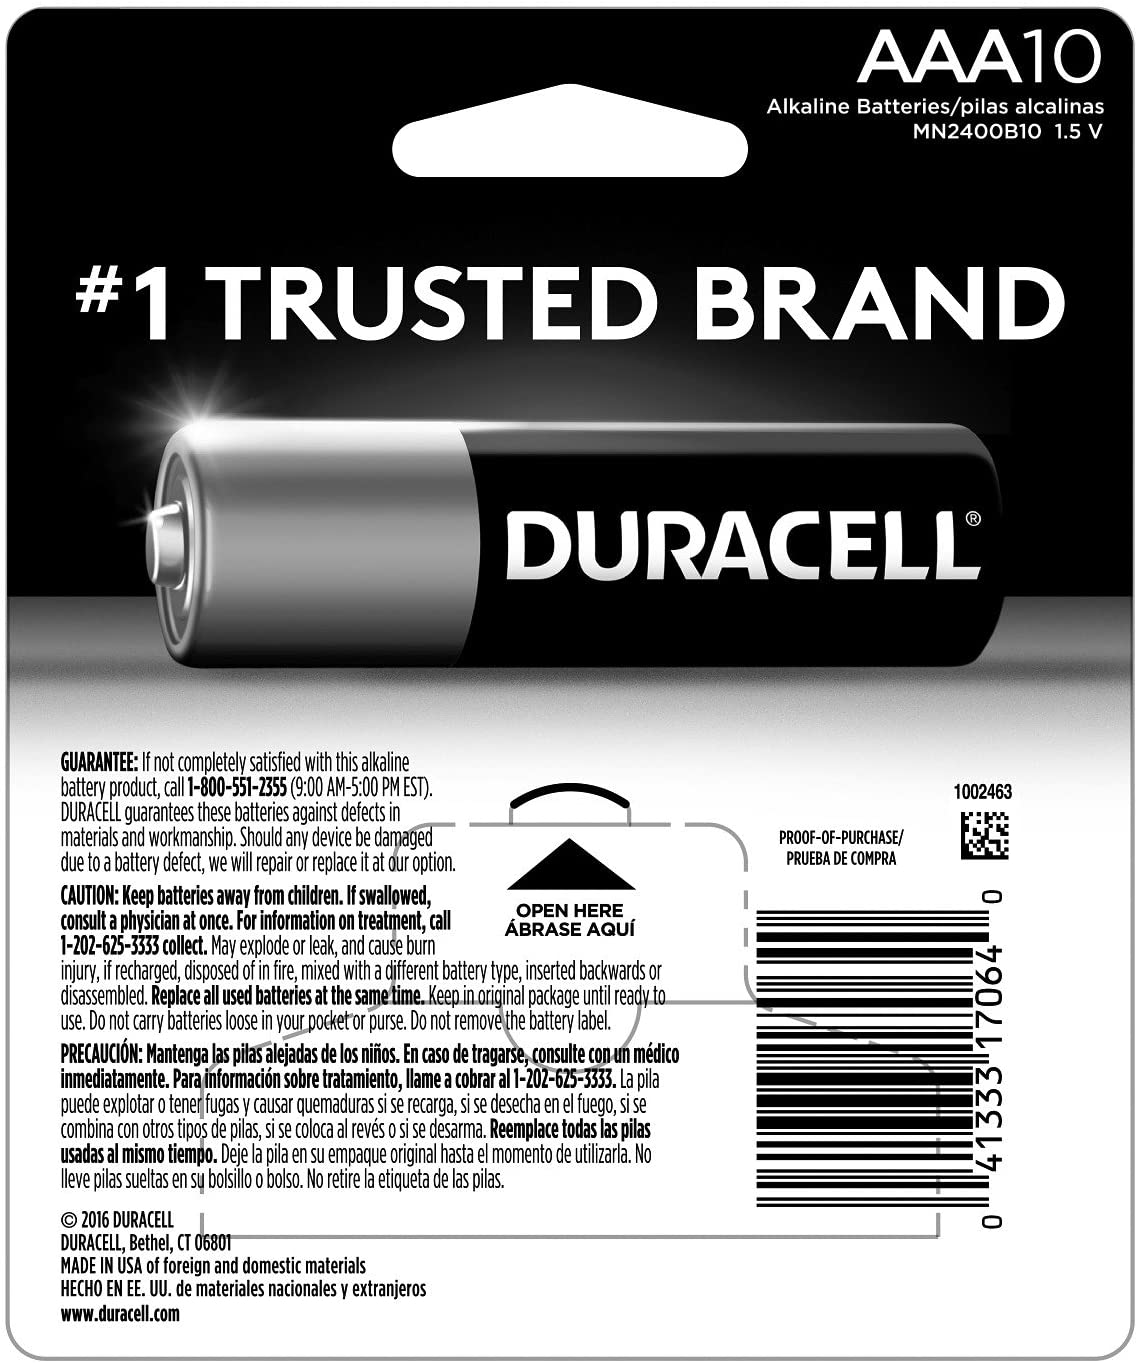 AAA10
Alkaline Batteries/pilas alcalinas
MN2400B10 1.5 V
#1 TRUSTED BRAND
DURACELL®
GUARANTEE: If not completely satisfied with this alkaline
battery product, call 1-800-551-2355 (9:00 AM-5:00 PM EST).
DURACELL guarantees these batteries against defects in
materials and workmanship. Should any device be damaged
due to a battery defect, we will repair or replace it at our option.
CAUTION: Keep batteries away from children. If swallowed,
consult a physician at once. For information on treatment, call
1-202-625-3333 collect. May explode or leak, and cause burn
injury, if recharged, disposed of in fire, mixed with a different battery type, inserted backwards or
disassembled. Replace all used batteries at the same time. Keep in original package until ready to
use. Do not carry batteries loose in your pocket or purse. Do not remove the battery label.
PRECAUCIÓN: Mantenga las pilas alejadas de los niños. En caso de tragarse, consulte con un médico
inmediatamente. Para información sobre tratamiento, llame a cobrar al 1-202-625-3333. La pila
puede explotar o tener fugas y causar quemaduras si se recarga, si se desecha en el fuego, si se
combina con otros tipos de pilas, si se coloca al revés o si se desarma. Reemplace todas las pilas
usadas al mismo tiempo. Deje la pila en su empaque original hasta el momento de utilizarla. No
lleve pilas sueltas en su bolsillo o bolso. No retire la etiqueta de las pilas.
© 2016 DURACELL
DURACELL, Bethel, CT 06801
MADE IN USA of foreign and domestic materials
HECHO EN EE. UU. de materiales nacionales y extranjeros
www.duracell.com
OPEN HERE
ÁBRASE AQUÍ
1002463
PROOF-OF-PURCHASE/
PRUEBA DE COMPRA
0 41333 17064 0